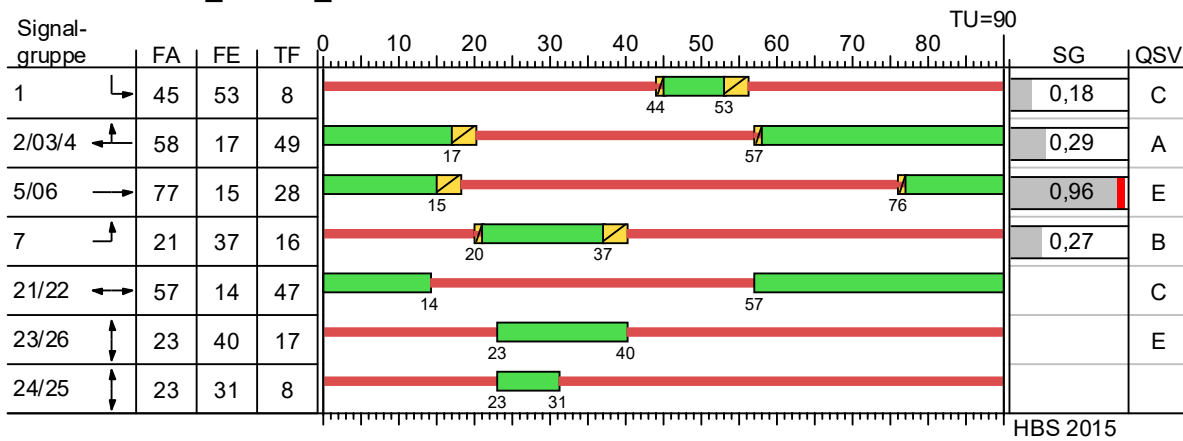 TU=90
Signal-
gruppe FA FE TF 0 10 20 30 40 50 60 70 80 SG QSV
1 45 53 8 44 53 0,18 C
2/03/4 58 17 49 17 57 0,29 A
5/06 77 15 28 15 76 0,96 E
7 21 37 16 20 37 0,27 B
21/22 57 14 47 14 57 C
23/26 23 40 17 23 40 E
24/25 23 31 8 23 31
HBS 2015